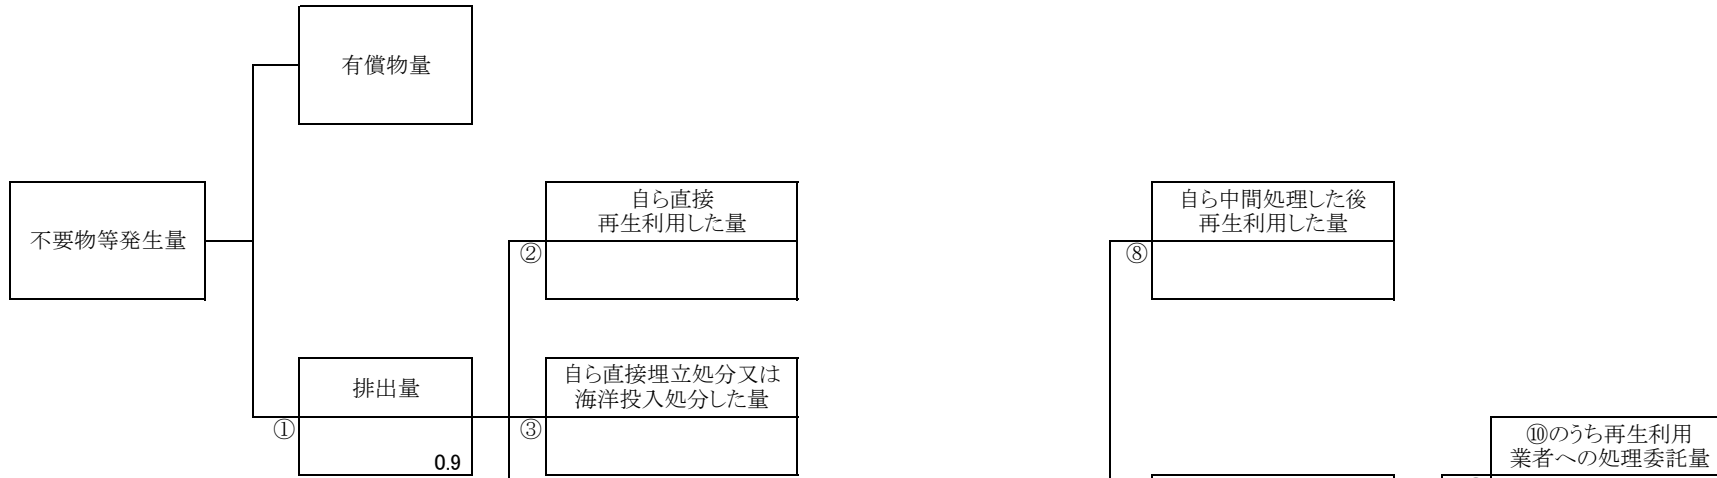 有償物量
不要物等発生量
自ら直接
再生利用した量
②
自ら中間処理した後
再生利用した量
⑧
排出量
①
0.9
自ら直接埋立処分又は
海洋投入処分した量
③
⑩のうち再生利用
業者への処理委託量